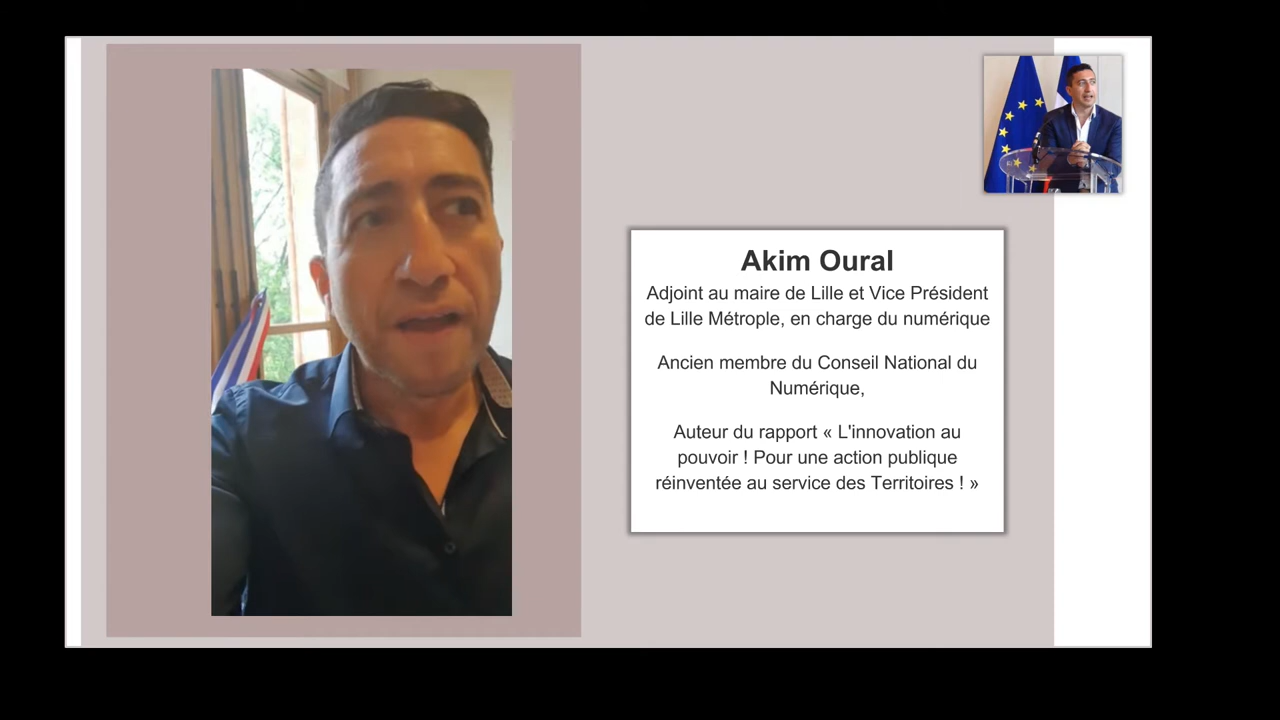 Akim Oural
Adjoint au maire de Lille et Vice Président
de Lille Métrople, en charge du numérique
Ancien membre du Conseil National du
Numérique,
Auteur du rapport « L'innovation au
pouvoir ! Pour une action publique
réinventée au service des Territoires ! »